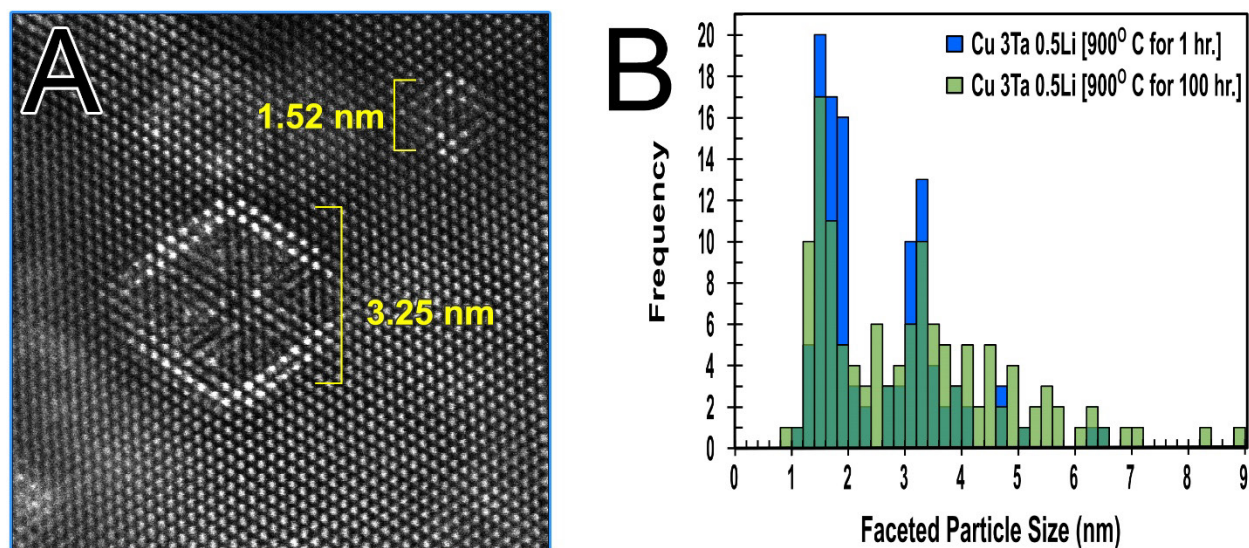 A
1.52 nm
3.25 nm
B
Cu 3Ta 0.5Li [900⁰ C for 1 hr.]
Cu 3Ta 0.5Li [900⁰ C for 100 hr.]
Frequency
20
18
16
14
12
10
8
6
4
2
0
0 1 2 3 4 5 6 7 8 9
Faceted Particle Size (nm)